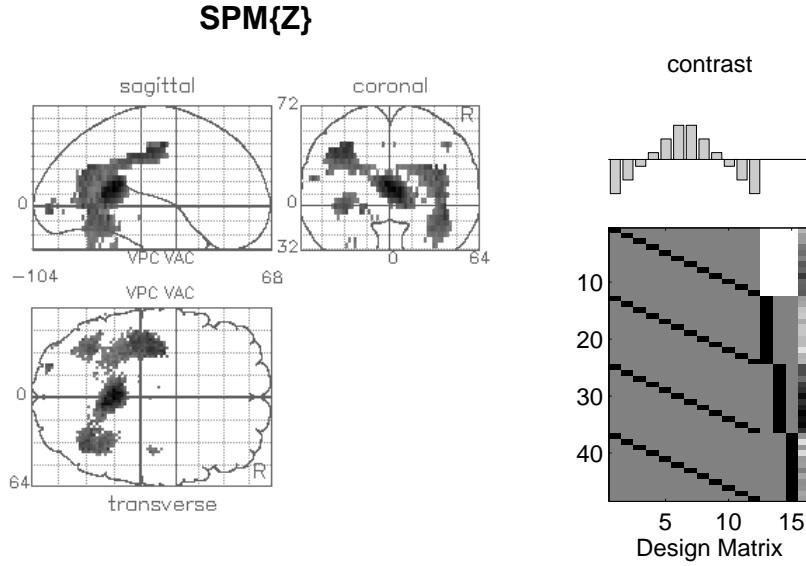 SPM{Z}
sagittal
coronal
72
R
0
32
−104
VPC VAC
68
0
64
VPC VAC
0
64
R
transverse
contrast
10
20
30
40
5
10
15
Design Matrix